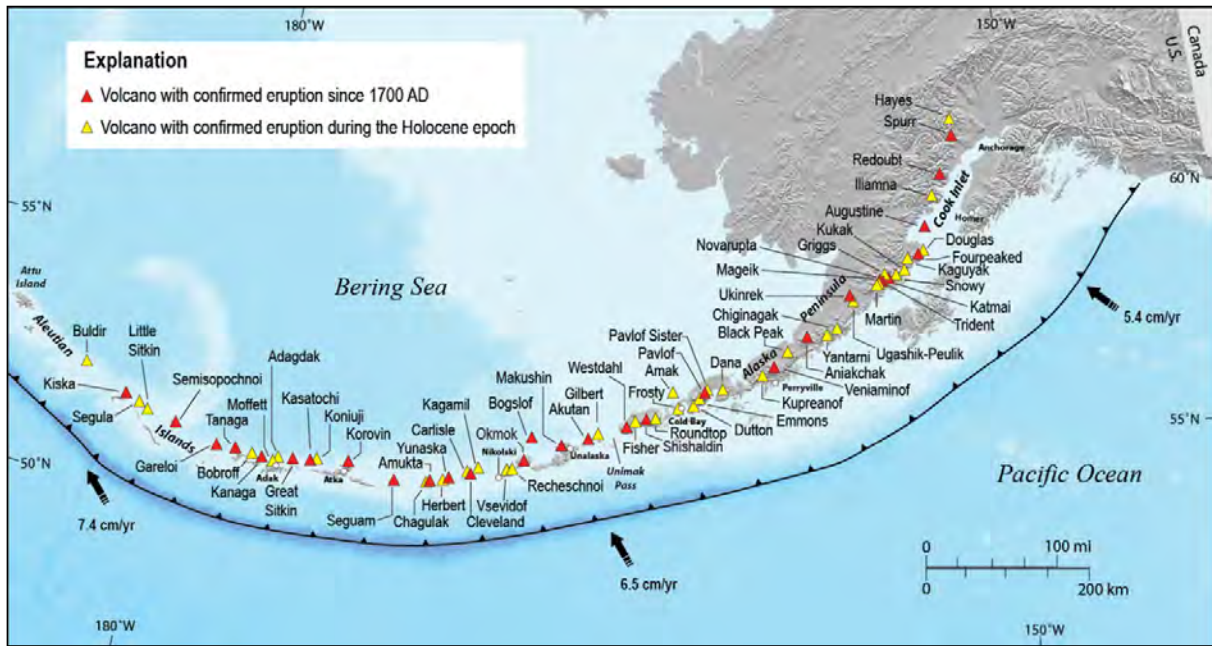 180°W
150°W
Canada
U.S.
Explanation
Volcano with confirmed eruption since 1700 AD
Volcano with confirmed eruption during the Holocene epoch
Hayes
Spurr
Anchorage
Redoubt
60°N
Iliamna
Cook Inlet
55°N
Augustine
Homer
Kukak
Novarupta
Griggs
Douglas
Fourpeaked
Mageik
Kaguyak
Attu
Island
Bering Sea
Snowy
Ukinrek
Peninsula
Katmai
Aleutian
Chiginagak
Martin
Trident
5.4 cm/yr
Buldir
Little
Sitkin
Pavlof Sister
Black Peak
Adagdak
Pavlof
Dana
Alaska
Yantarni
Ugashik-Peulik
Semisopochnoi
Westdahl
Amak
Aniakchak
Kiska
Makushin
Perryville
Veniaminof
Moffett
Kasatochi
Kagamil
Gilbert
Frosty
Kupreanof
Segula
Tanaga
Koniuji
Carlisle
Bogslof
Akutan
Cold Bay
Emmons
Islands
Korovin
Yunaska
Okmok
Dutton
50°N
Amukta
Nikolski
Unalaska
Fisher
Roundtop
55°N
Gareloi
Shishaldin
Bobroff
Adak
Atka
Unimak
Pass
Recheschnoi
Kanaga
Great
Sitkin
Herbert
Vsevidof
Pacific Ocean
Seguam
Chagulak
Cleveland
7.4 cm/yr
6.5 cm/yr
0
100 mi
0
200 km
180°W
150°W